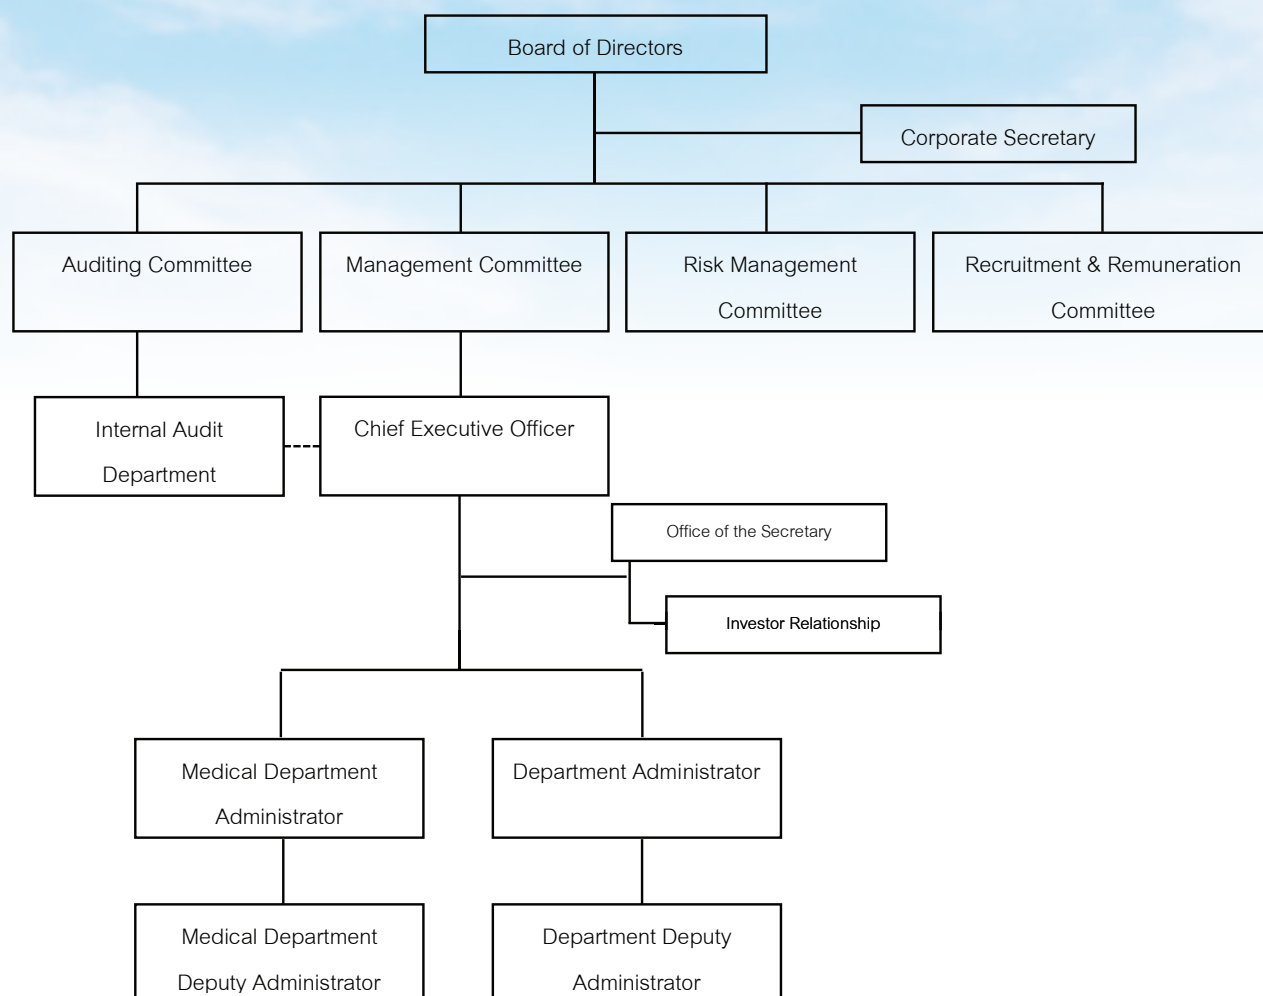 Board of Directors
Corporate Secretary
Auditing Committee
Management Committee
Risk Management
Committee
Recruitment & Remuneration
Committee
Internal Audit
Department
Chief Executive Officer
Office of the Secretary
Investor Relationship
Medical Department
Administrator
Department Administrator
Medical Department
Deputy Administrator
Department Deputy
Administrator